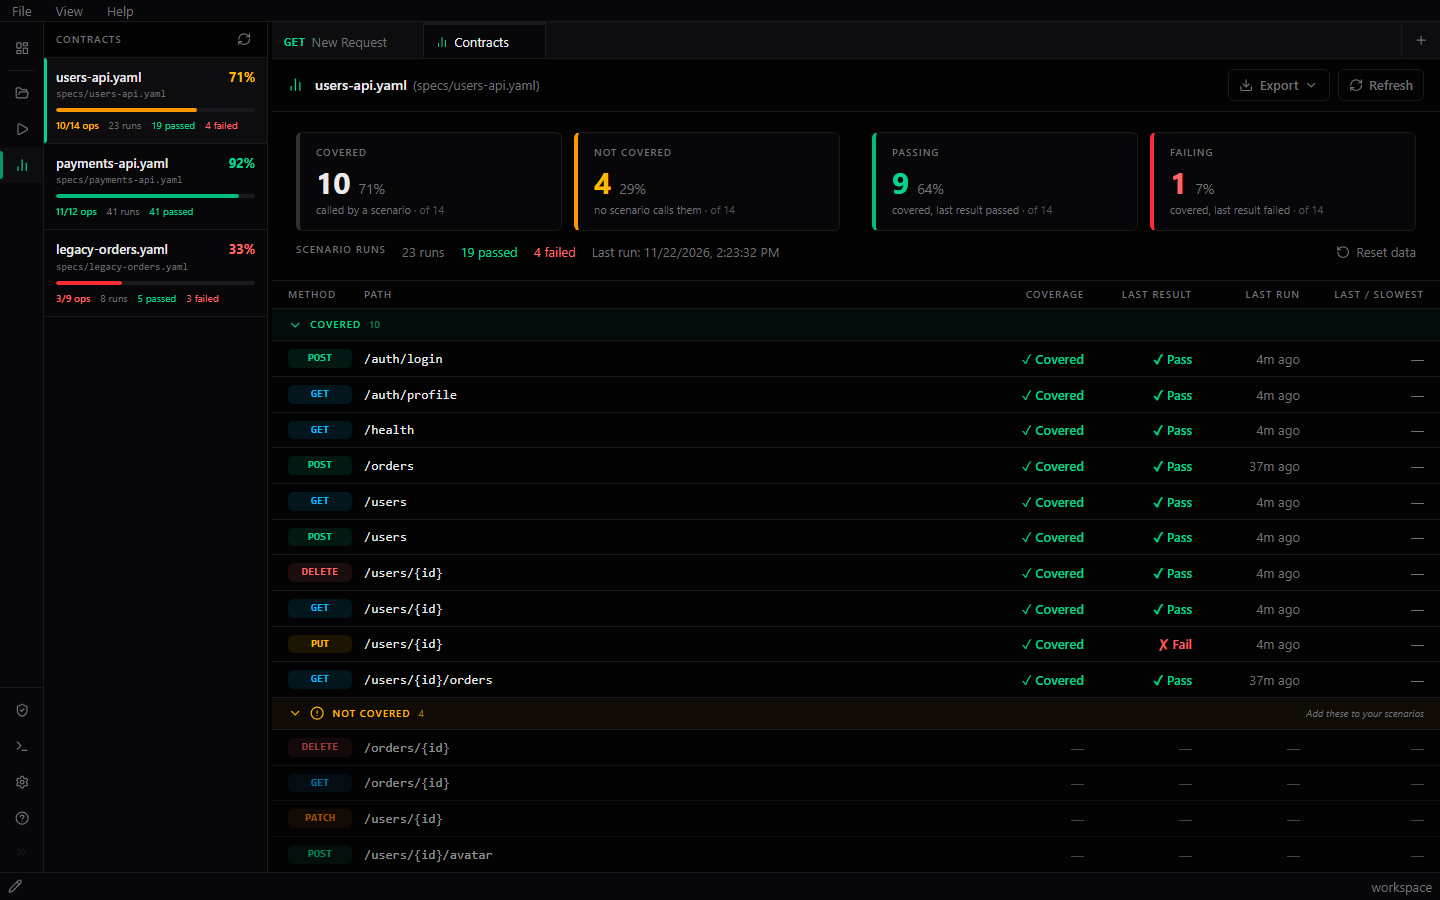 File View Help
CONTRACTS
users-api.yaml 71%
specs/users-api.yaml
10/14 ops 23 runs 19 passed 4 failed
payments-api.yaml 92%
specs/payments-api.yaml
11/12 ops 41 runs 41 passed
legacy-orders.yaml 33%
specs/legacy-orders.yaml
3/9 ops 8 runs 5 passed 3 failed
GET New Request Contracts
users-api.yaml (specs/users-api.yaml) Export Refresh
COVERED
10 71%
called by a scenario · of 14
NOT COVERED
4 29%
no scenario calls them · of 14
PASSING
9 64%
covered, last result passed · of 14
FAILING
1 7%
covered, last result failed · of 14
SCENARIO RUNS 23 runs 19 passed 4 failed Last run: 11/22/2026, 2:23:32 PM Reset data
METHOD PATH COVERAGE LAST RESULT LAST RUN LAST / SLOWEST
COVERED 10
POST /auth/login ✓ Covered ✓ Pass 4m ago —
GET /auth/profile ✓ Covered ✓ Pass 4m ago —
GET /health ✓ Covered ✓ Pass 4m ago —
POST /orders ✓ Covered ✓ Pass 37m ago —
GET /users ✓ Covered ✓ Pass 4m ago —
POST /users ✓ Covered ✓ Pass 4m ago —
DELETE /users/{id} ✓ Covered ✓ Pass 4m ago —
GET /users/{id} ✓ Covered ✓ Pass 4m ago —
PUT /users/{id} ✓ Covered ✗ Fail 4m ago —
GET /users/{id}/orders ✓ Covered ✓ Pass 37m ago —
NOT COVERED 4 Add these to your scenarios
DELETE /orders/{id} — — — —
GET /orders/{id} — — — —
PATCH /users/{id} — — — —
POST /users/{id}/avatar — — — —
workspace